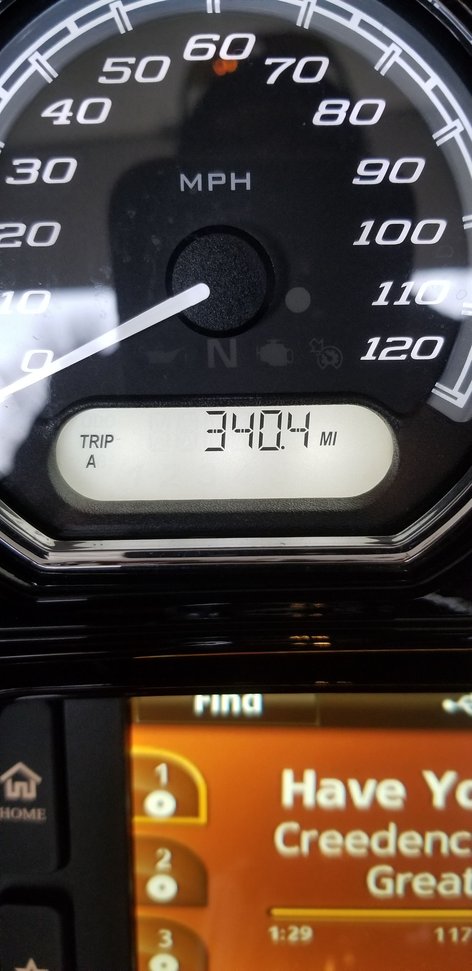 60
50 70
40 80
30 90
MPH
20 100
10 110
0 N 120
TRIP 340.4 MI
A
Find
1
Have Yo
HOME
Creedenc
2
Great
3
1:29 117